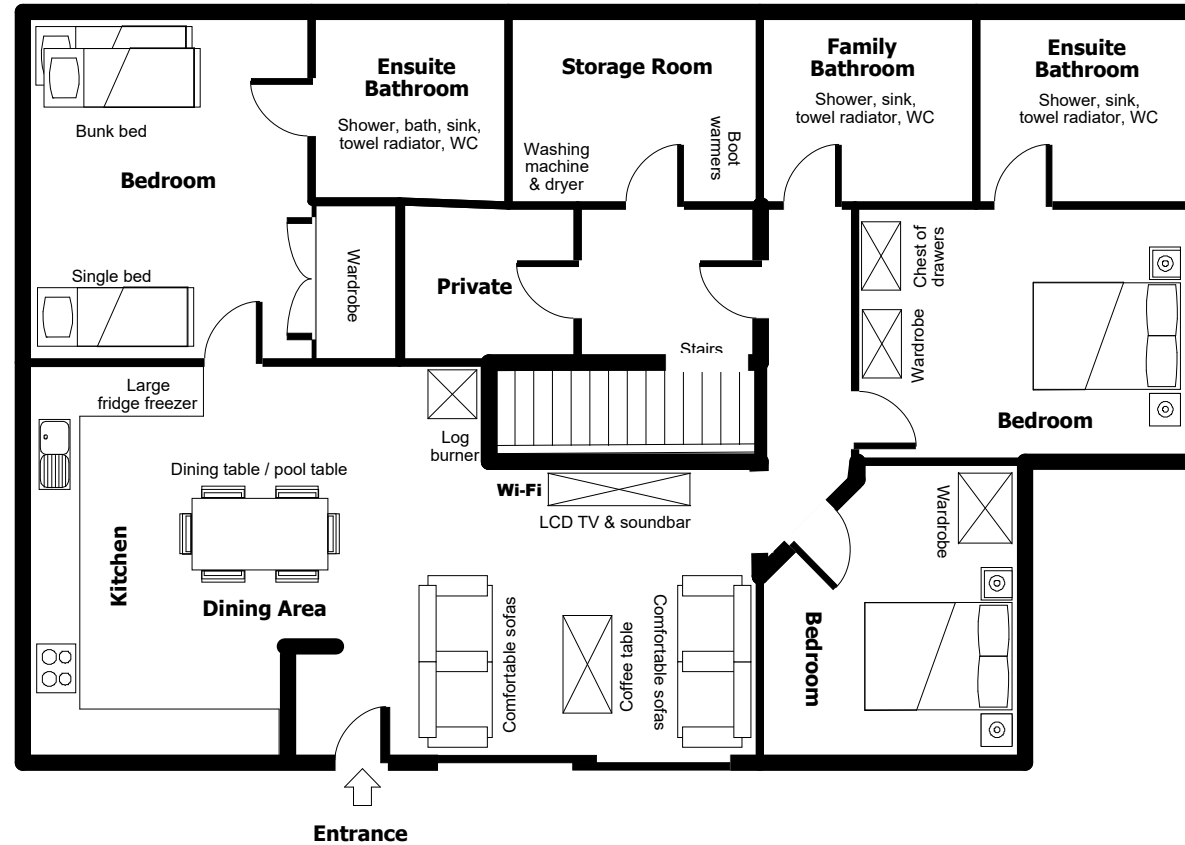 Ensuite
Bathroom
Shower, bath, sink,
towel radiator, WC
Storage Room
Washing
machine
& dryer
Boot
warmers
Family
Bathroom
Shower, sink,
towel radiator, WC
Ensuite
Bathroom
Shower, sink,
towel radiator, WC
Bunk bed
Bedroom
Single bed
Wardrobe
Private
Stairs
Chest of
drawers
Wardrobe
Bedroom
Large
fridge freezer
Log
burner
Dining table / pool table
Wi-Fi
LCD TV & soundbar
Kitchen
Dining Area
Comfortable sofas
Coffee table
Comfortable sofas
Wardrobe
Bedroom
Entrance